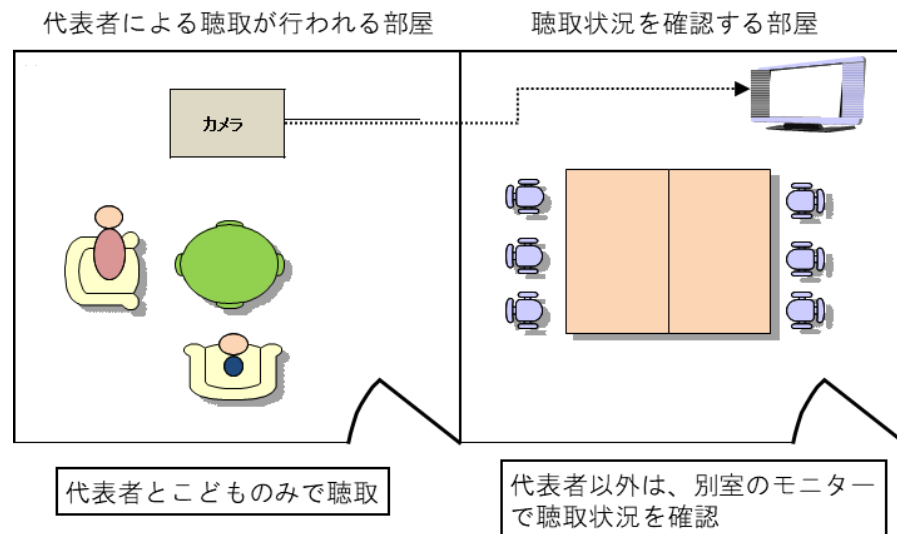 代表者による聴取が行われる部屋
聴取状況を確認する部屋
カメラ
代表者とこどものみで聴取
代表者以外は、別室のモニター
で聴取状況を確認